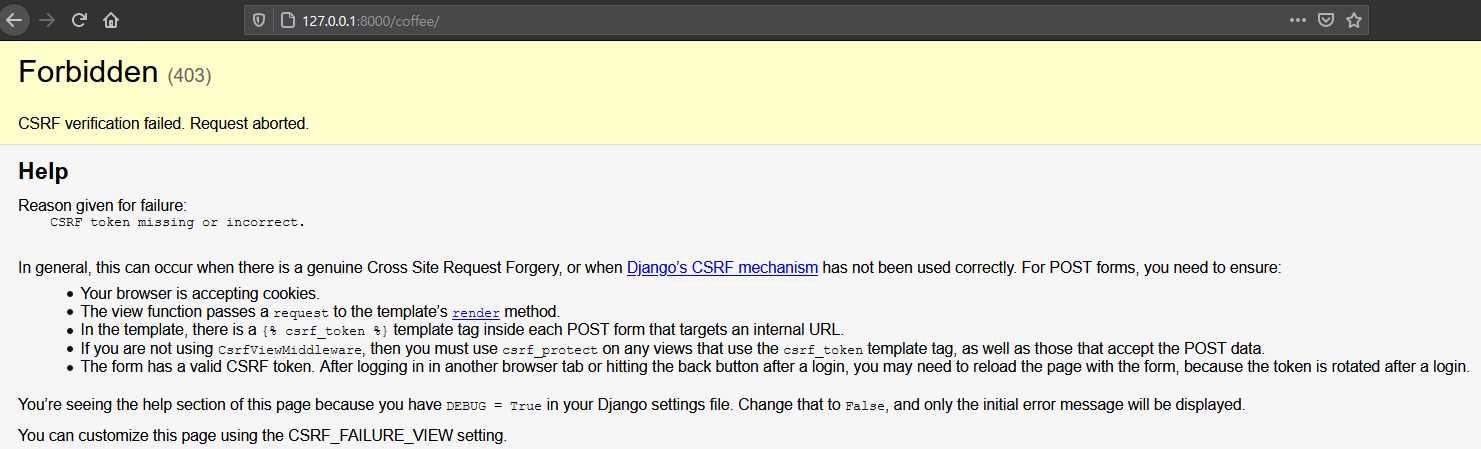 127.0.0.1:8000/coffee/
Forbidden (403)
CSRF verification failed. Request aborted.
Help
Reason given for failure:
CSRF token missing or incorrect.
In general, this can occur when there is a genuine Cross Site Request Forgery, or when Django’s CSRF mechanism has not been used correctly. For POST forms, you need to ensure:
• Your browser is accepting cookies.
• The view function passes a request to the template’s render method.
• In the template, there is a {% csrf_token %} template tag inside each POST form that targets an internal URL.
• If you are not using CsrfViewMiddleware, then you must use csrf_protect on any views that use the csrf_token template tag, as well as those that accept the POST data.
• The form has a valid CSRF token. After logging in in another browser tab or hitting the back button after a login, you may need to reload the page with the form, because the token is rotated after a login.
You’re seeing the help section of this page because you have DEBUG = True in your Django settings file. Change that to False, and only the initial error message will be displayed.
You can customize this page using the CSRF_FAILURE_VIEW setting.